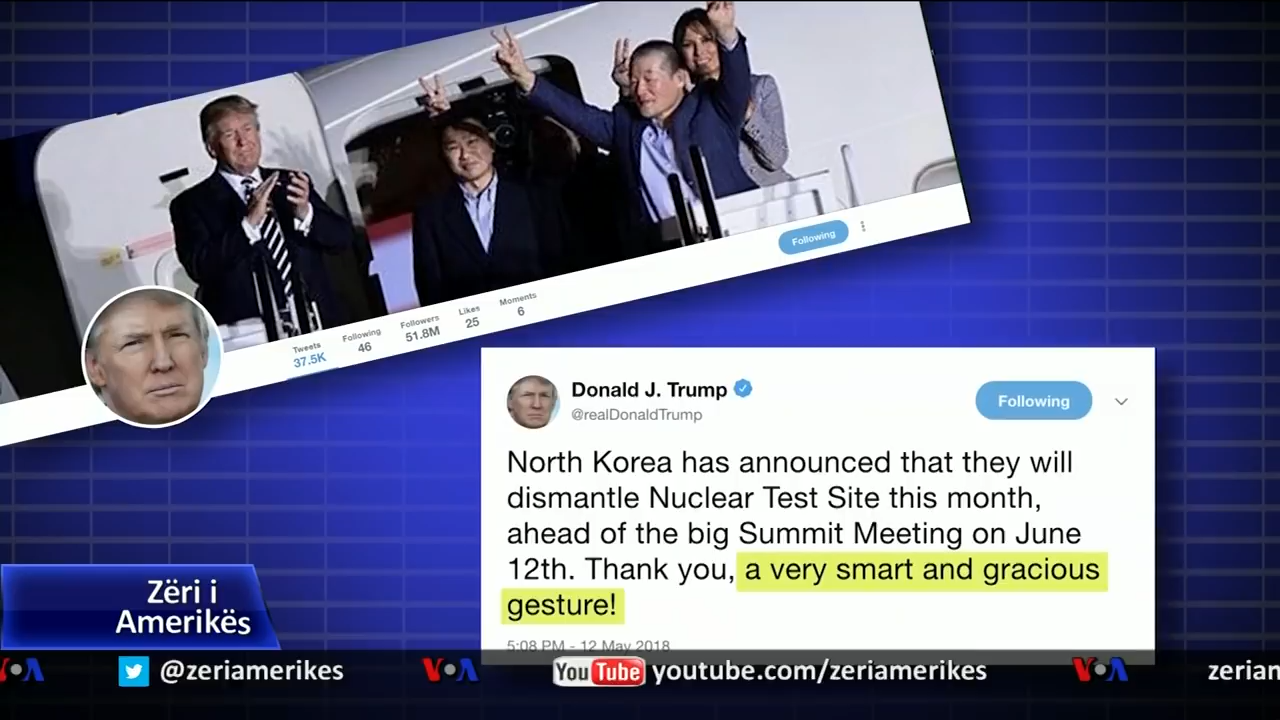 Following
Tweets
37.5K
Following
46
Followers
51.8M
Likes
25
Moments
6
Donald J. Trump
@realDonaldTrump
Following
North Korea has announced that they will
dismantle Nuclear Test Site this month,
ahead of the big Summit Meeting on June
12th. Thank you, a very smart and gracious
gesture!
5:08 PM - 12 May 2018
Zëri i
Amerikës
VOA
@zeriamerikes
VOA
YouTube
youtube.com/zeriamerikes
VOA
zeriam